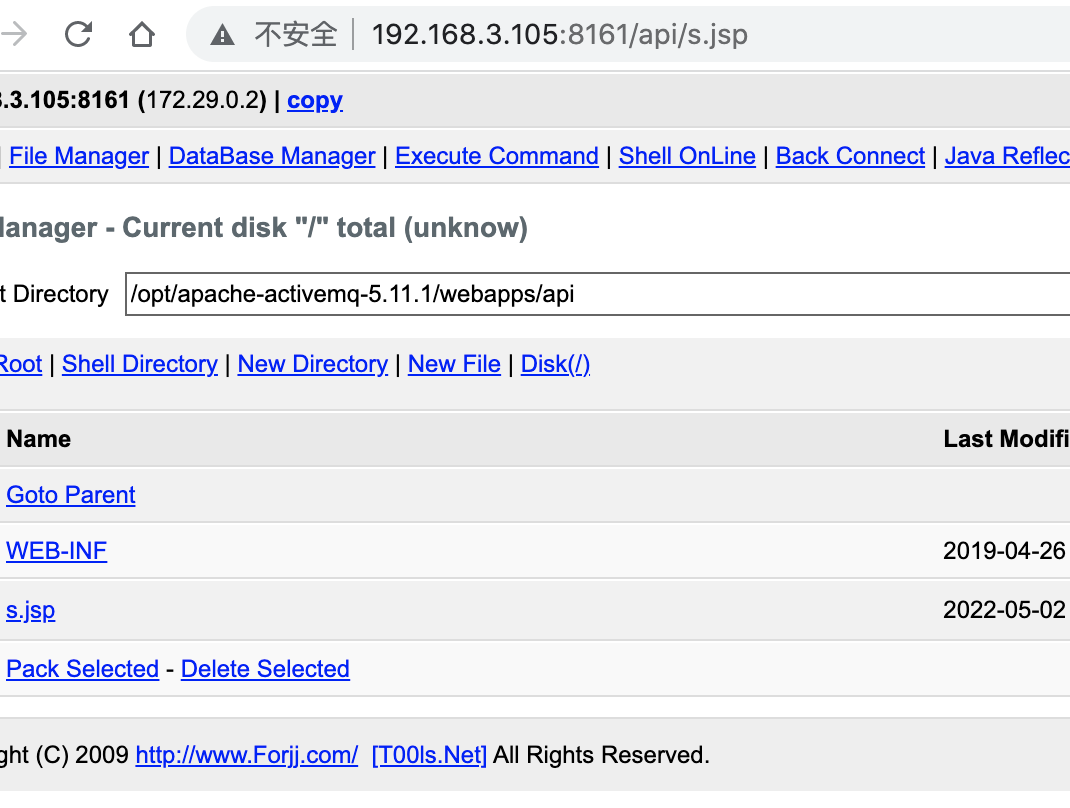 不安全 192.168.3.105:8161/api/s.jsp
.3.105:8161 (172.29.0.2) | copy
| File Manager | DataBase Manager | Execute Command | Shell OnLine | Back Connect | Java Reflec
anager - Current disk "/" total (unknow)
t Directory /opt/apache-activemq-5.11.1/webapps/api
Root | Shell Directory | New Directory | New File | Disk(/)
Name Last Modifi
Goto Parent
WEB-INF 2019-04-26
s.jsp 2022-05-02
Pack Selected - Delete Selected
ght (C) 2009 http://www.Forjj.com/ [T00ls.Net] All Rights Reserved.